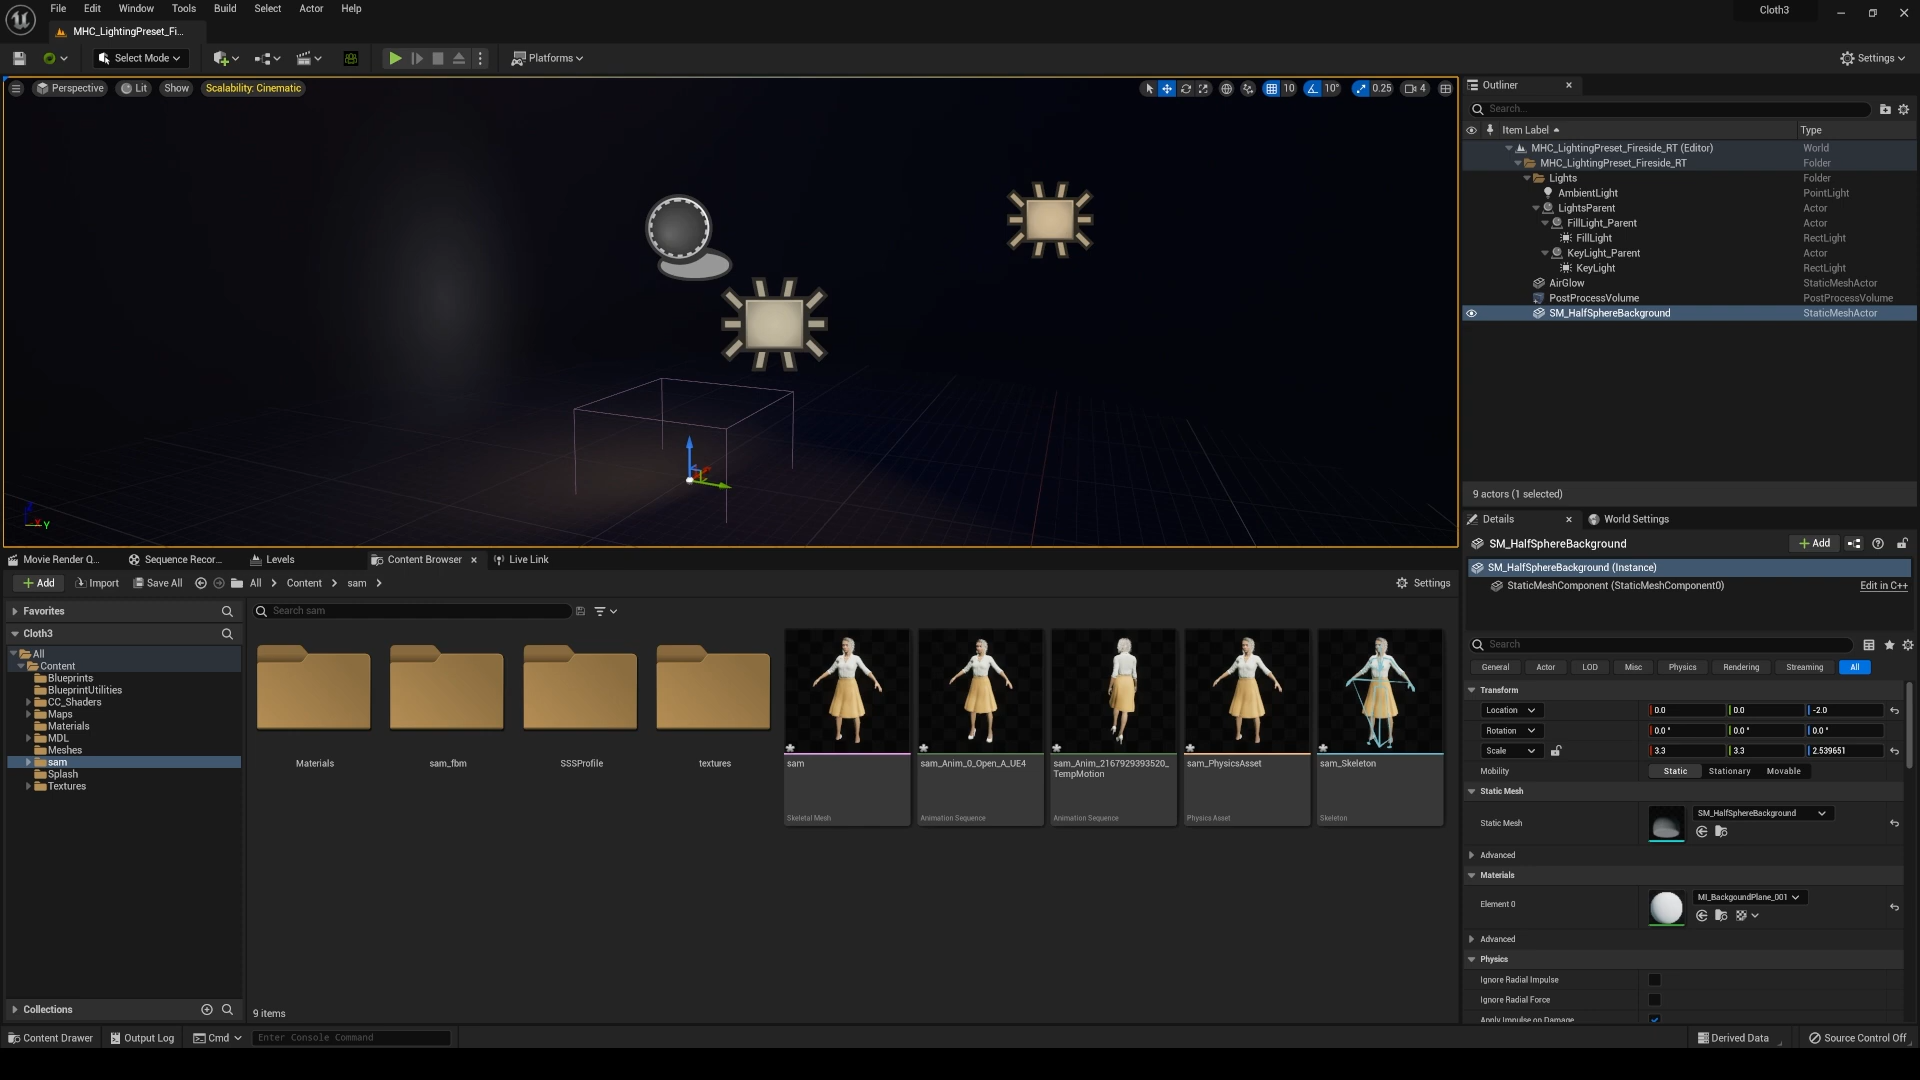 File Edit Window Tools Build Select Actor Help
Cloth3
MHC_LightingPreset_Fi...
Select Mode
Platforms
Settings
Perspective Lit Show Scalability: Cinematic
10 10° 0.25 4
Y
Outliner
Search...
Item Label Type
MHC_LightingPreset_Fireside_RT (Editor) World
MHC_LightingPreset_Fireside_RT Folder
Lights Folder
AmbientLight PointLight
LightsParent Actor
FillLight_Parent Actor
FillLight RectLight
KeyLight_Parent Actor
KeyLight RectLight
AirGlow StaticMeshActor
PostProcessVolume PostProcessVolume
SM_HalfSphereBackground StaticMeshActor
9 actors (1 selected)
Details World Settings
SM_HalfSphereBackground
Add
SM_HalfSphereBackground (Instance)
StaticMeshComponent (StaticMeshComponent0) Edit in C++
Search
General Actor LOD Misc Physics Rendering Streaming All
Transform
Location 0.0 0.0 -2.0
Rotation 0.0° 0.0° 0.0°
Scale 3.3 3.3 2.539651
Mobility Static Stationary Movable
Static Mesh
Static Mesh SM_HalfSphereBackground
Advanced
Materials
Element 0 MI_BackgoundPlane_001
Advanced
Physics
Ignore Radial Impulse
Ignore Radial Force
Apply Impulse on Damage
Movie Render Q... Sequence Recor... Levels Content Browser Live Link
Add Import Save All All Content sam Settings
Favorites
Cloth3
All
Content
Blueprints
BlueprintUtilities
CC_Shaders
Maps
Materials
MDL
Meshes
sam
Splash
Textures
Collections
Search sam
Materials
sam_fbm
SSSProfile
textures
sam
Skeletal Mesh
sam_Anim_0_Open_A_UE4
Animation Sequence
sam_Anim_2167929393520_
TempMotion
Animation Sequence
sam_PhysicsAsset
Physics Asset
sam_Skeleton
Skeleton
9 items
Content Drawer Output Log Cmd Enter Console Command
Derived Data Source Control Off